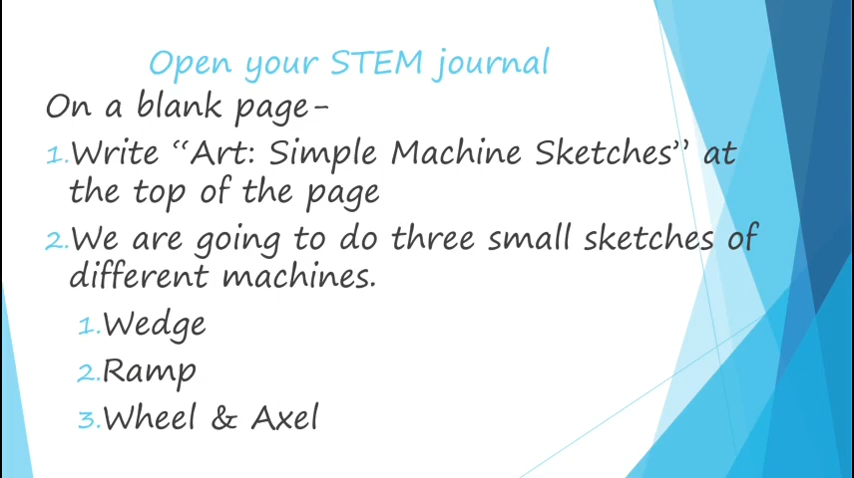 Open your STEM journal
On a blank page-
1.Write “Art: Simple Machine Sketches” at
the top of the page
2.We are going to do three small sketches of
different machines.
1.Wedge
2.Ramp
3.Wheel & Axel